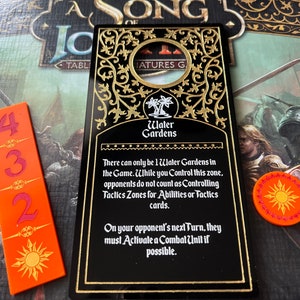 A SONG
OF
TABL
NATURES G
Water
Gardens
There can only be 1 Water Gardens in
the Game. While you Control this zone,
opponents do not count as Controlling
Tactics Zones for Abilities or Tactics
cards.
On your opponent's next Turn, they
must Activate a Combat Unit if
possible.
4
3
2